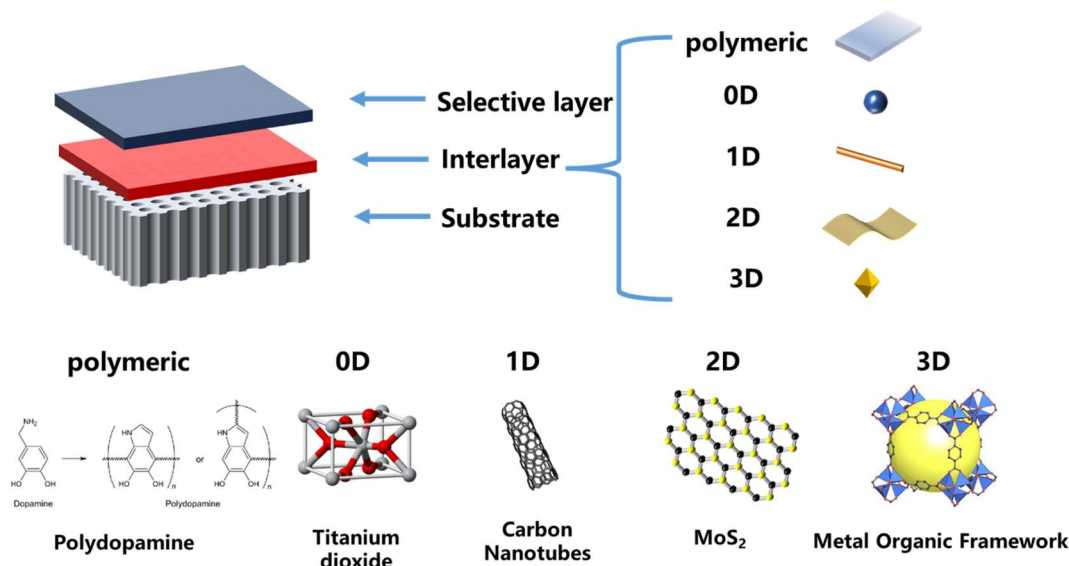 polymeric
0D
Selective layer
Interlayer
1D
Substrate
2D
3D
polymeric
0D
1D
2D
3D
NH₂
HO
OH
Dopamine
HN
HO
OH
n
or
HN
HO
OH
n
Polydopamine
Polydopamine
Titanium
dioxide
Carbon
Nanotubes
MoS₂
Metal Organic Framework